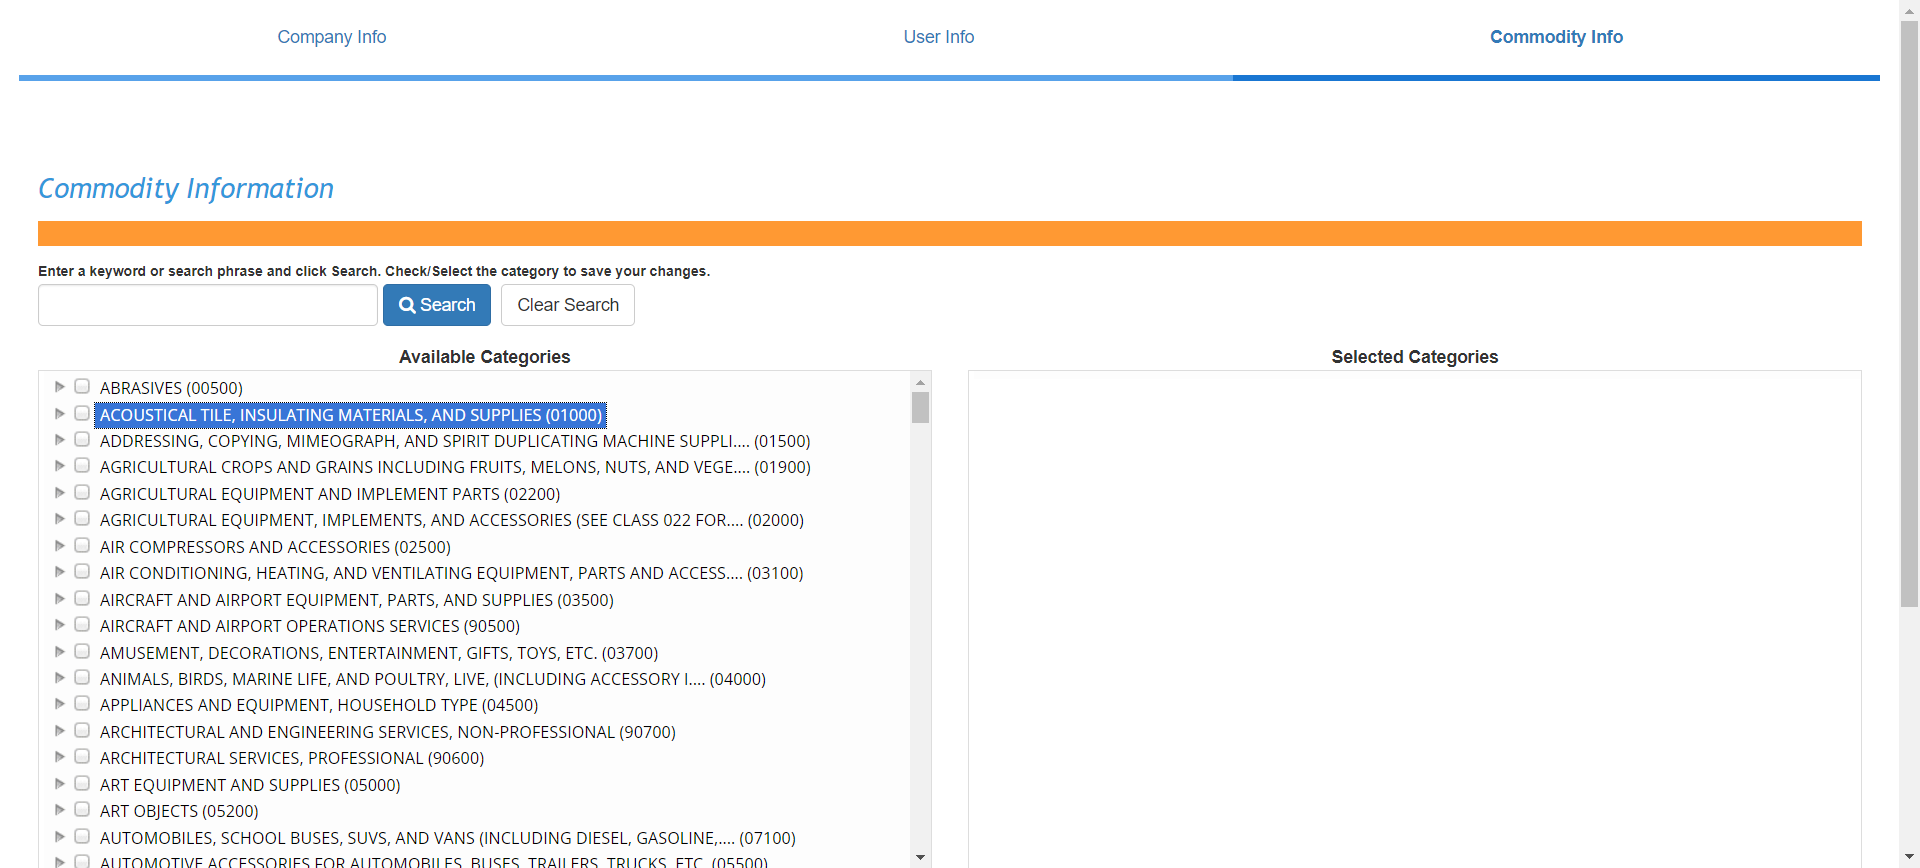 Company Info
User Info
Commodity Info
Commodity Information
Enter a keyword or search phrase and click Search. Check/Select the category to save your changes.
Search
Clear Search
Available Categories
Selected Categories
ABRASIVES (00500)
ACOUSTICAL TILE, INSULATING MATERIALS, AND SUPPLIES (01000)
ADDRESSING, COPYING, MIMEOGRAPH, AND SPIRIT DUPLICATING MACHINE SUPPLI.... (01500)
AGRICULTURAL CROPS AND GRAINS INCLUDING FRUITS, MELONS, NUTS, AND VEGE.... (01900)
AGRICULTURAL EQUIPMENT AND IMPLEMENT PARTS (02200)
AGRICULTURAL EQUIPMENT, IMPLEMENTS, AND ACCESSORIES (SEE CLASS 022 FOR.... (02000)
AIR COMPRESSORS AND ACCESSORIES (02500)
AIR CONDITIONING, HEATING, AND VENTILATING EQUIPMENT, PARTS AND ACCESS.... (03100)
AIRCRAFT AND AIRPORT EQUIPMENT, PARTS, AND SUPPLIES (03500)
AIRCRAFT AND AIRPORT OPERATIONS SERVICES (90500)
AMUSEMENT, DECORATIONS, ENTERTAINMENT, GIFTS, TOYS, ETC. (03700)
ANIMALS, BIRDS, MARINE LIFE, AND POULTRY, LIVE, (INCLUDING ACCESSORY I.... (04000)
APPLIANCES AND EQUIPMENT, HOUSEHOLD TYPE (04500)
ARCHITECTURAL AND ENGINEERING SERVICES, NON-PROFESSIONAL (90700)
ARCHITECTURAL SERVICES, PROFESSIONAL (90600)
ART EQUIPMENT AND SUPPLIES (05000)
ART OBJECTS (05200)
AUTOMOBILES, SCHOOL BUSES, SUVS, AND VANS (INCLUDING DIESEL, GASOLINE,.... (07100)
AUTOMOTIVE ACCESSORIES FOR AUTOMOBILES, BUSES, TRAILERS, TRUCKS, ETC. (05500)